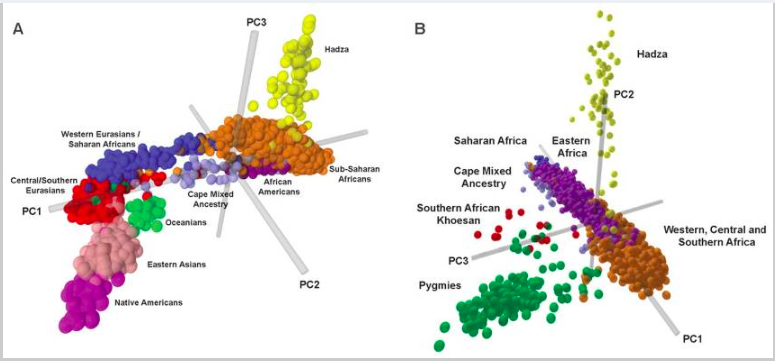 A
PC3
Hadza
Western Eurasians /
Saharan Africans
Central/Southern
Eurasians
PC1
Sub-Saharan
Africans
African
Americans
Cape Mixed
Ancestry
Oceanians
Eastern Asians
PC2
Native Americans
B
Hadza
PC2
Saharan Africa
Eastern
Africa
Cape Mixed
Ancestry
Southern African
Khoesan
Western, Central and
Southern Africa
PC3
Pygmies
PC1